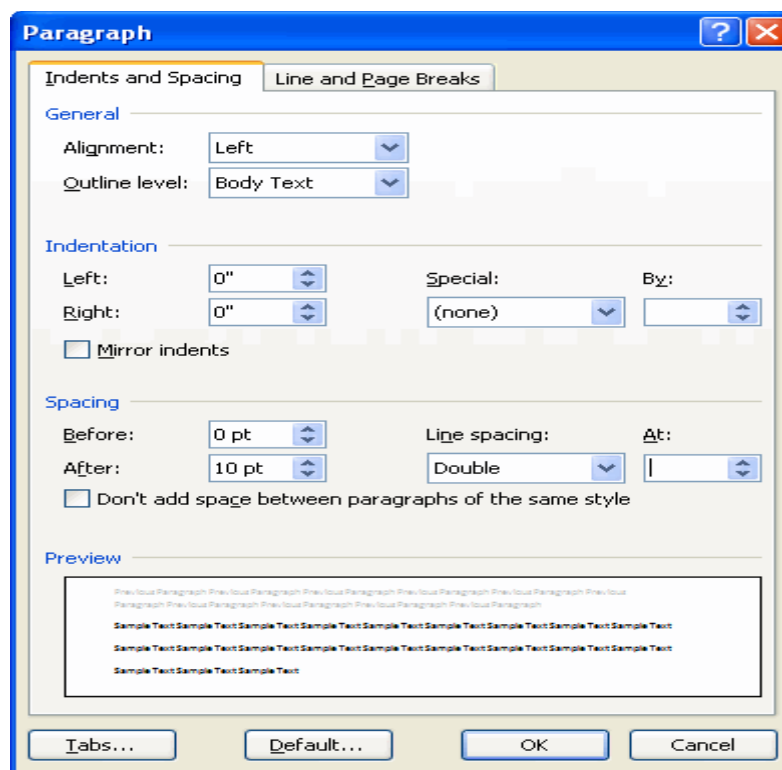 Paragraph
Indents and Spacing Line and Page Breaks
General
Alignment: Left
Outline level: Body Text
Indentation
Left: 0" Special: By:
Right: 0" (none)
Mirror indents
Spacing
Before: 0 pt Line spacing: At:
After: 10 pt Double
Don't add space between paragraphs of the same style
Preview
Previous Paragraph Previous Paragraph Previous Paragraph Previous Paragraph Previous Paragraph Previous
Paragraph Previous Paragraph Previous Paragraph Previous Paragraph Previous Paragraph
Sample Text Sample Text Sample Text Sample Text Sample Text Sample Text Sample Text Sample Text Sample Text
Sample Text Sample Text Sample Text Sample Text Sample Text Sample Text Sample Text Sample Text Sample Text
Sample Text Sample Text Sample Text
Tabs... Default... OK Cancel